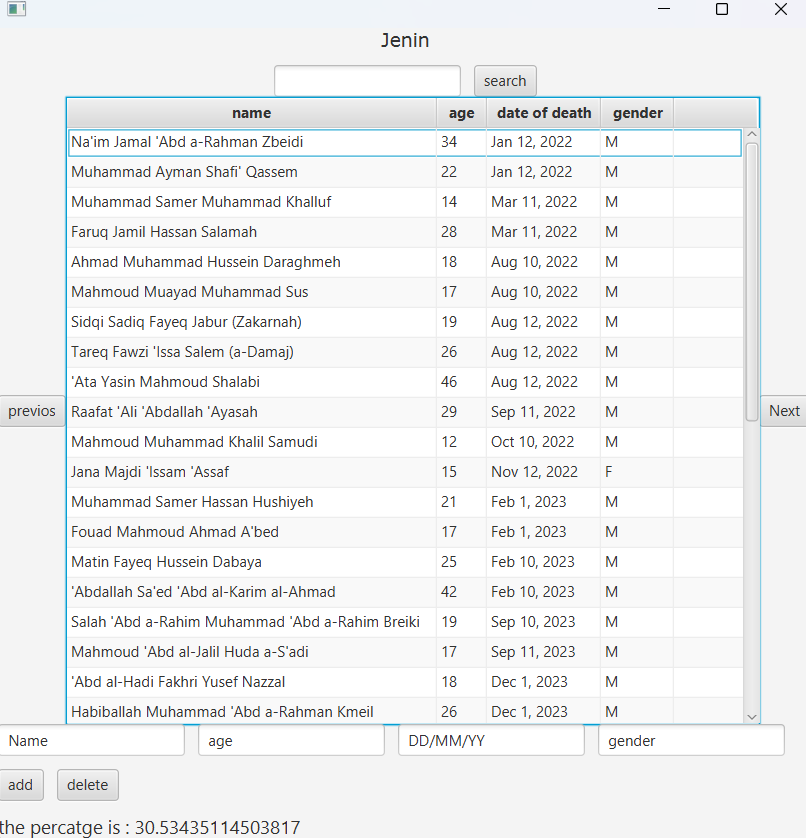 Jenin
search
name age date of death gender
Na'im Jamal 'Abd a-Rahman Zbeidi 34 Jan 12, 2022 M
Muhammad Ayman Shafi' Qassem 22 Jan 12, 2022 M
Muhammad Samer Muhammad Khalluf 14 Mar 11, 2022 M
Faruq Jamil Hassan Salamah 28 Mar 11, 2022 M
Ahmad Muhammad Hussein Daraghmeh 18 Aug 10, 2022 M
Mahmoud Muayad Muhammad Sus 17 Aug 10, 2022 M
Sidqi Sadiq Fayeq Jabur (Zakarnah) 19 Aug 12, 2022 M
Tareq Fawzi 'Issa Salem (a-Damaj) 26 Aug 12, 2022 M
'Ata Yasin Mahmoud Shalabi 46 Aug 12, 2022 M
previos Raafat 'Ali 'Abdallah 'Ayasah 29 Sep 11, 2022 M Next
Mahmoud Muhammad Khalil Samudi 12 Oct 10, 2022 M
Jana Majdi 'Issam 'Assaf 15 Nov 12, 2022 F
Muhammad Samer Hassan Hushiyeh 21 Feb 1, 2023 M
Fouad Mahmoud Ahmad A'bed 17 Feb 1, 2023 M
Matin Fayeq Hussein Dabaya 25 Feb 10, 2023 M
'Abdallah Sa'ed 'Abd al-Karim al-Ahmad 42 Feb 10, 2023 M
Salah 'Abd a-Rahim Muhammad 'Abd a-Rahim Breiki 19 Sep 10, 2023 M
Mahmoud 'Abd al-Jalil Huda a-S'adi 17 Sep 11, 2023 M
'Abd al-Hadi Fakhri Yusef Nazzal 18 Dec 1, 2023 M
Habiballah Muhammad 'Abd a-Rahman Kmeil 26 Dec 1, 2023 M
Name age DD/MM/YY gender
add delete
the percatge is : 30.53435114503817